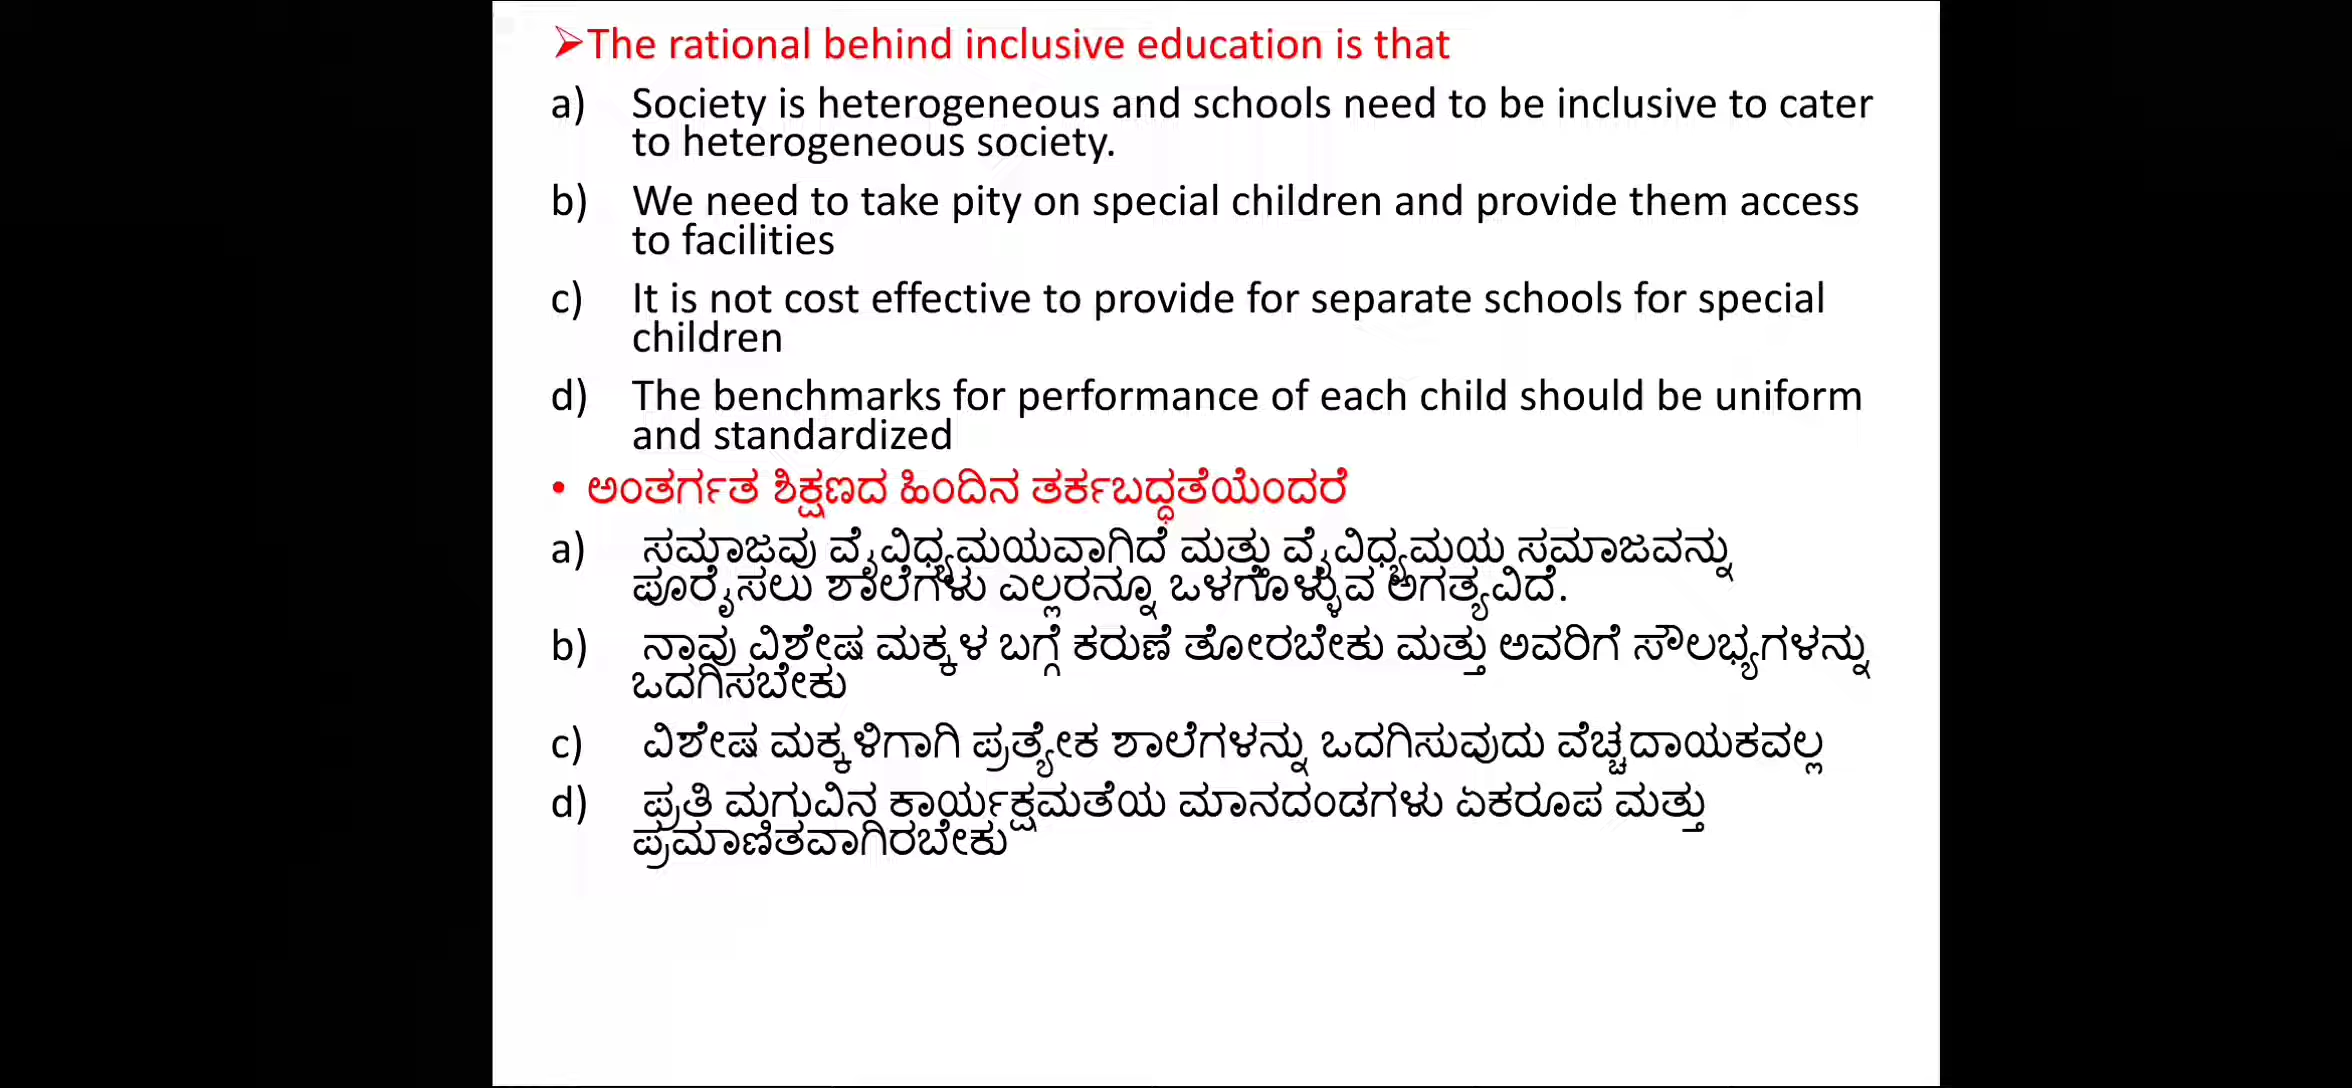 ➢The rational behind inclusive education is that
a) Society is heterogeneous and schools need to be inclusive to cater
to heterogeneous society.
b) We need to take pity on special children and provide them access
to facilities
c) It is not cost effective to provide for separate schools for special
children
d) The benchmarks for performance of each child should be uniform
and standardized
• ಅಂತರ್ಗತ ಶಿಕ್ಷಣದ ಹಿಂದಿನ ತರ್ಕಬದ್ಧತೆಯೆಂದರೆ
a) ಸಮಾಜವು ವೈವಿಧ್ಯಮಯವಾಗಿದೆ ಮತ್ತು ವೈವಿಧ್ಯಮಯ ಸಮಾಜವನ್ನು
ಪೂರೈಸಲು ಶಾಲೆಗಳು ಎಲ್ಲರನ್ನೂ ಒಳಗೊಳ್ಳುವ ಅಗತ್ಯವಿದೆ.
b) ನಾವು ವಿಶೇಷ ಮಕ್ಕಳ ಬಗ್ಗೆ ಕರುಣೆ ತೋರಬೇಕು ಮತ್ತು ಅವರಿಗೆ ಸೌಲಭ್ಯಗಳನ್ನು
ಒದಗಿಸಬೇಕು
c) ವಿಶೇಷ ಮಕ್ಕಳಿಗಾಗಿ ಪ್ರತ್ಯೇಕ ಶಾಲೆಗಳನ್ನು ಒದಗಿಸುವುದು ವೆಚ್ಚದಾಯಕವಲ್ಲ
d) ಪ್ರತಿ ಮಗುವಿನ ಕಾರ್ಯಕ್ಷಮತೆಯ ಮಾನದಂಡಗಳು ಏಕರೂಪ ಮತ್ತು
ಪ್ರಮಾಣಿತವಾಗಿರಬೇಕು